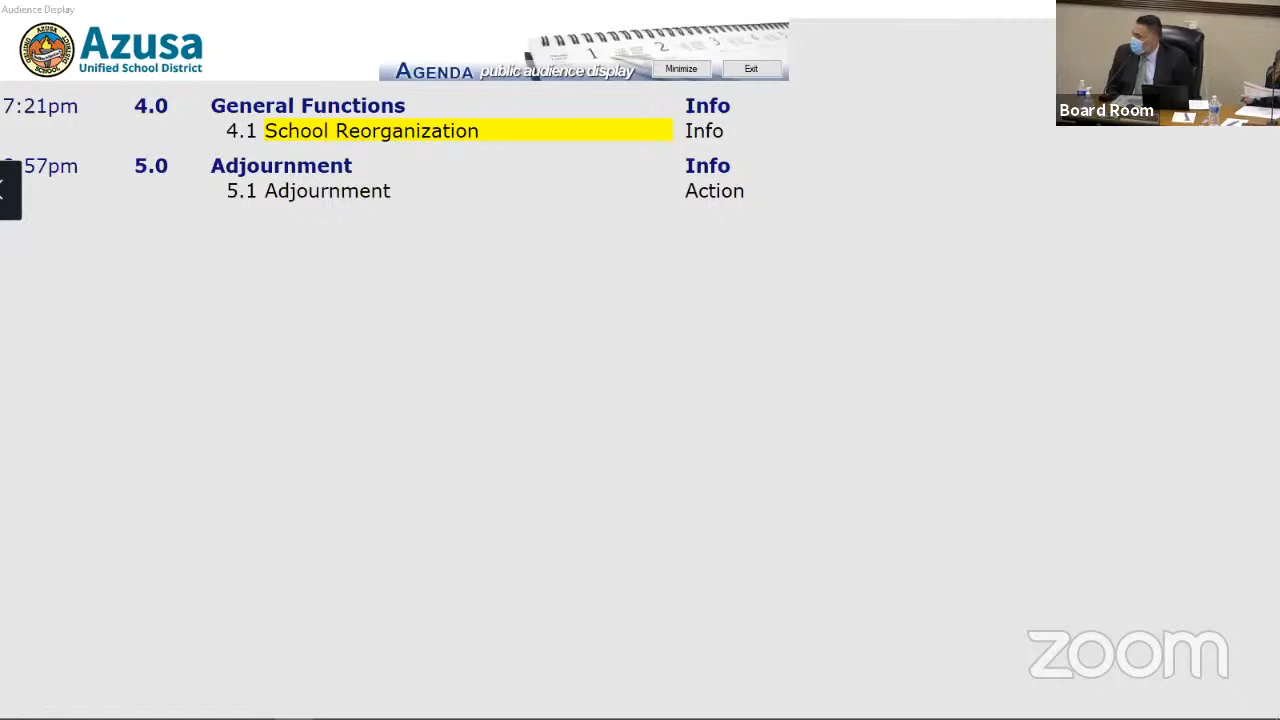 Audience Display
Azusa
Unified School District
AGENDA public audience display
Minimize
Exit
Board Room
7:21pm 4.0 General Functions Info
4.1 School Reorganization Info
:57pm 5.0 Adjournment Info
5.1 Adjournment Action
zoom